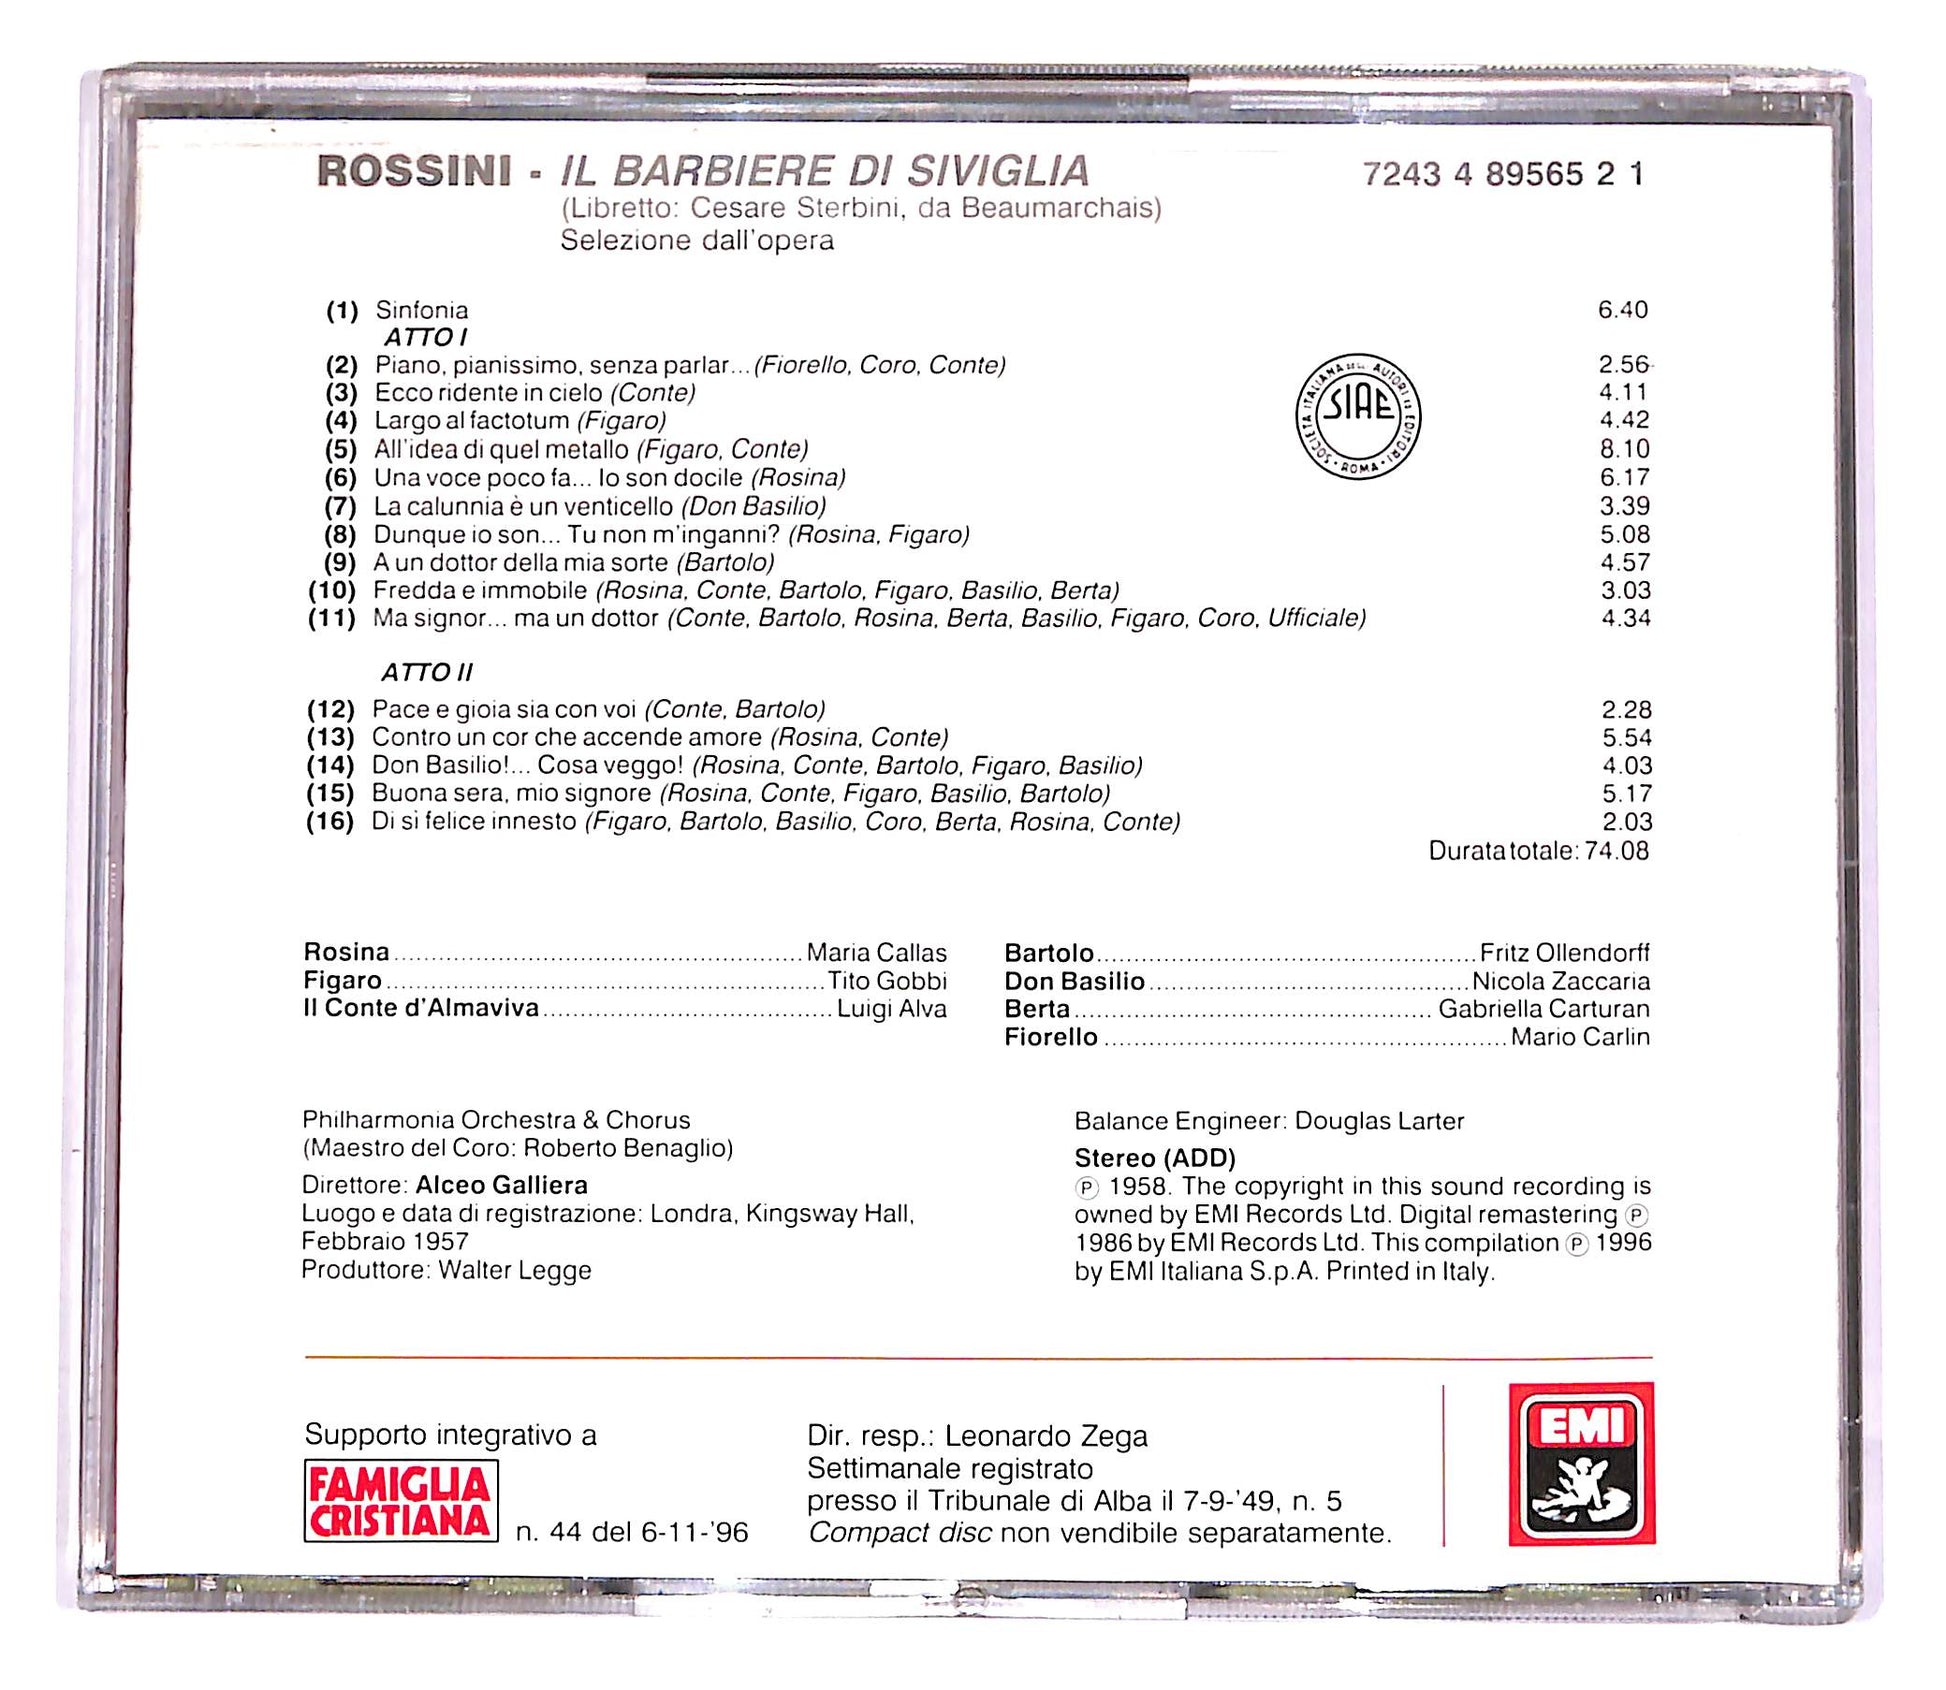 ROSSINI - IL BARBIERE DI SIVIGLIA 7243 4 89565 2 1
(Libretto: Cesare Sterbini, da Beaumarchais)
Selezione dall'opera
(1) Sinfonia 6.40
ATTO I
(2) Piano, pianissimo, senza parlar... (Fiorello, Coro, Conte) 2.56
(3) Ecco ridente in cielo (Conte) 4.11
(4) Largo al factotum (Figaro) 4.42
(5) All'idea di quel metallo (Figaro, Conte) 8.10
(6) Una voce poco fa... Io son docile (Rosina) 6.17
(7) La calunnia è un venticello (Don Basilio) 3.39
(8) Dunque io son... Tu non m'inganni? (Rosina, Figaro) 5.08
(9) A un dottor della mia sorte (Bartolo) 4.57
(10) Fredda e immobile (Rosina, Conte, Bartolo, Figaro, Basilio, Berta) 3.03
(11) Ma signor... ma un dottor (Conte, Bartolo, Rosina, Berta, Basilio, Figaro, Coro, Ufficiale) 4.34
SOCIETÀ ITALIANA DEGLI AUTORI ED EDITORI
SIAE
• ROMA •
ATTO II
(12) Pace e gioia sia con voi (Conte, Bartolo) 2.28
(13) Contro un cor che accende amore (Rosina, Conte) 5.54
(14) Don Basilio!... Cosa veggo! (Rosina, Conte, Bartolo, Figaro, Basilio) 4.03
(15) Buona sera, mio signore (Rosina, Conte, Figaro, Basilio, Bartolo) 5.17
(16) Di sì felice innesto (Figaro, Bartolo, Basilio, Coro, Berta, Rosina, Conte) 2.03
Durata totale: 74.08
Rosina................Maria Callas
Figaro................Tito Gobbi
Il Conte d'Almaviva................Luigi Alva
Bartolo................Fritz Ollendorff
Don Basilio................Nicola Zaccaria
Berta................Gabriella Carturan
Fiorello................Mario Carlin
Philharmonia Orchestra & Chorus
(Maestro del Coro: Roberto Benaglio)
Direttore: Alceo Galliera
Luogo e data di registrazione: Londra, Kingsway Hall,
Febbraio 1957
Produttore: Walter Legge
Balance Engineer: Douglas Larter
Stereo (ADD)
℗ 1958. The copyright in this sound recording is
owned by EMI Records Ltd. Digital remastering ℗
1986 by EMI Records Ltd. This compilation ℗ 1996
by EMI Italiana S.p.A. Printed in Italy.
Supporto integrativo a
FAMIGLIA
CRISTIANA n. 44 del 6-11-'96
Dir. resp.: Leonardo Zega
Settimanale registrato
presso il Tribunale di Alba il 7-9-'49, n. 5
Compact disc non vendibile separatamente.
EMI